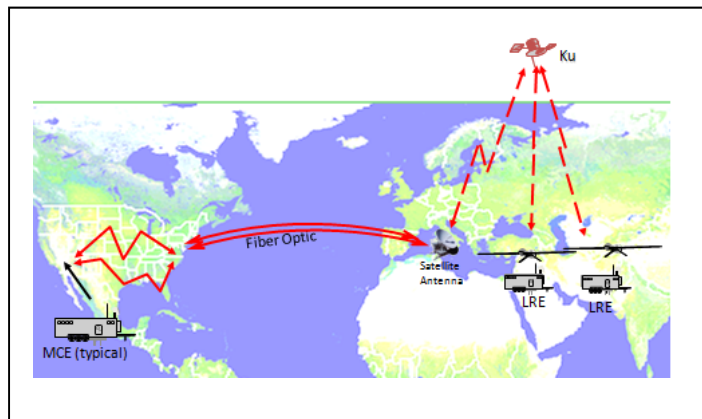 Ku
Fiber Optic
Satellite
Antenna
LRE
LRE
MCE (typical)